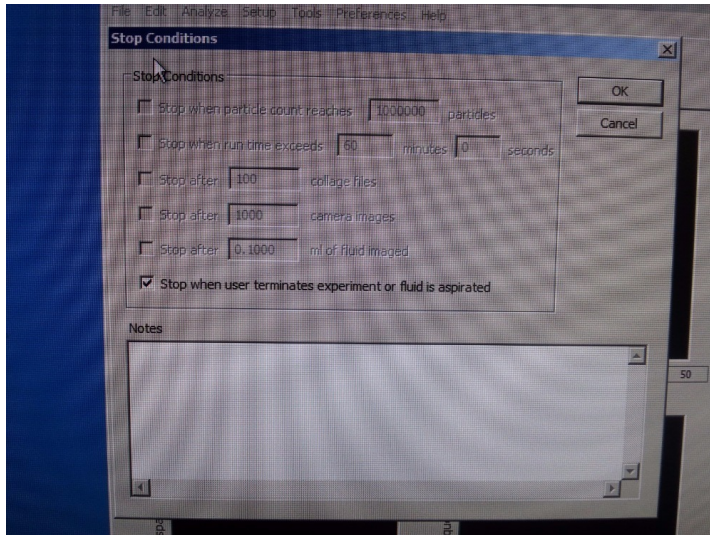 File Edit Analyze Setup Tools Preferences Help
Stop Conditions
Stop Conditions
OK
Stop when particle count reaches 1000000 particles
Cancel
Stop when run time exceeds 60 minutes 0 seconds
Stop after 100 collage files
Stop after 1000 camera images
Stop after 0.1000 ml of fluid imaged
Stop when user terminates experiment or fluid is aspirated
Notes
50